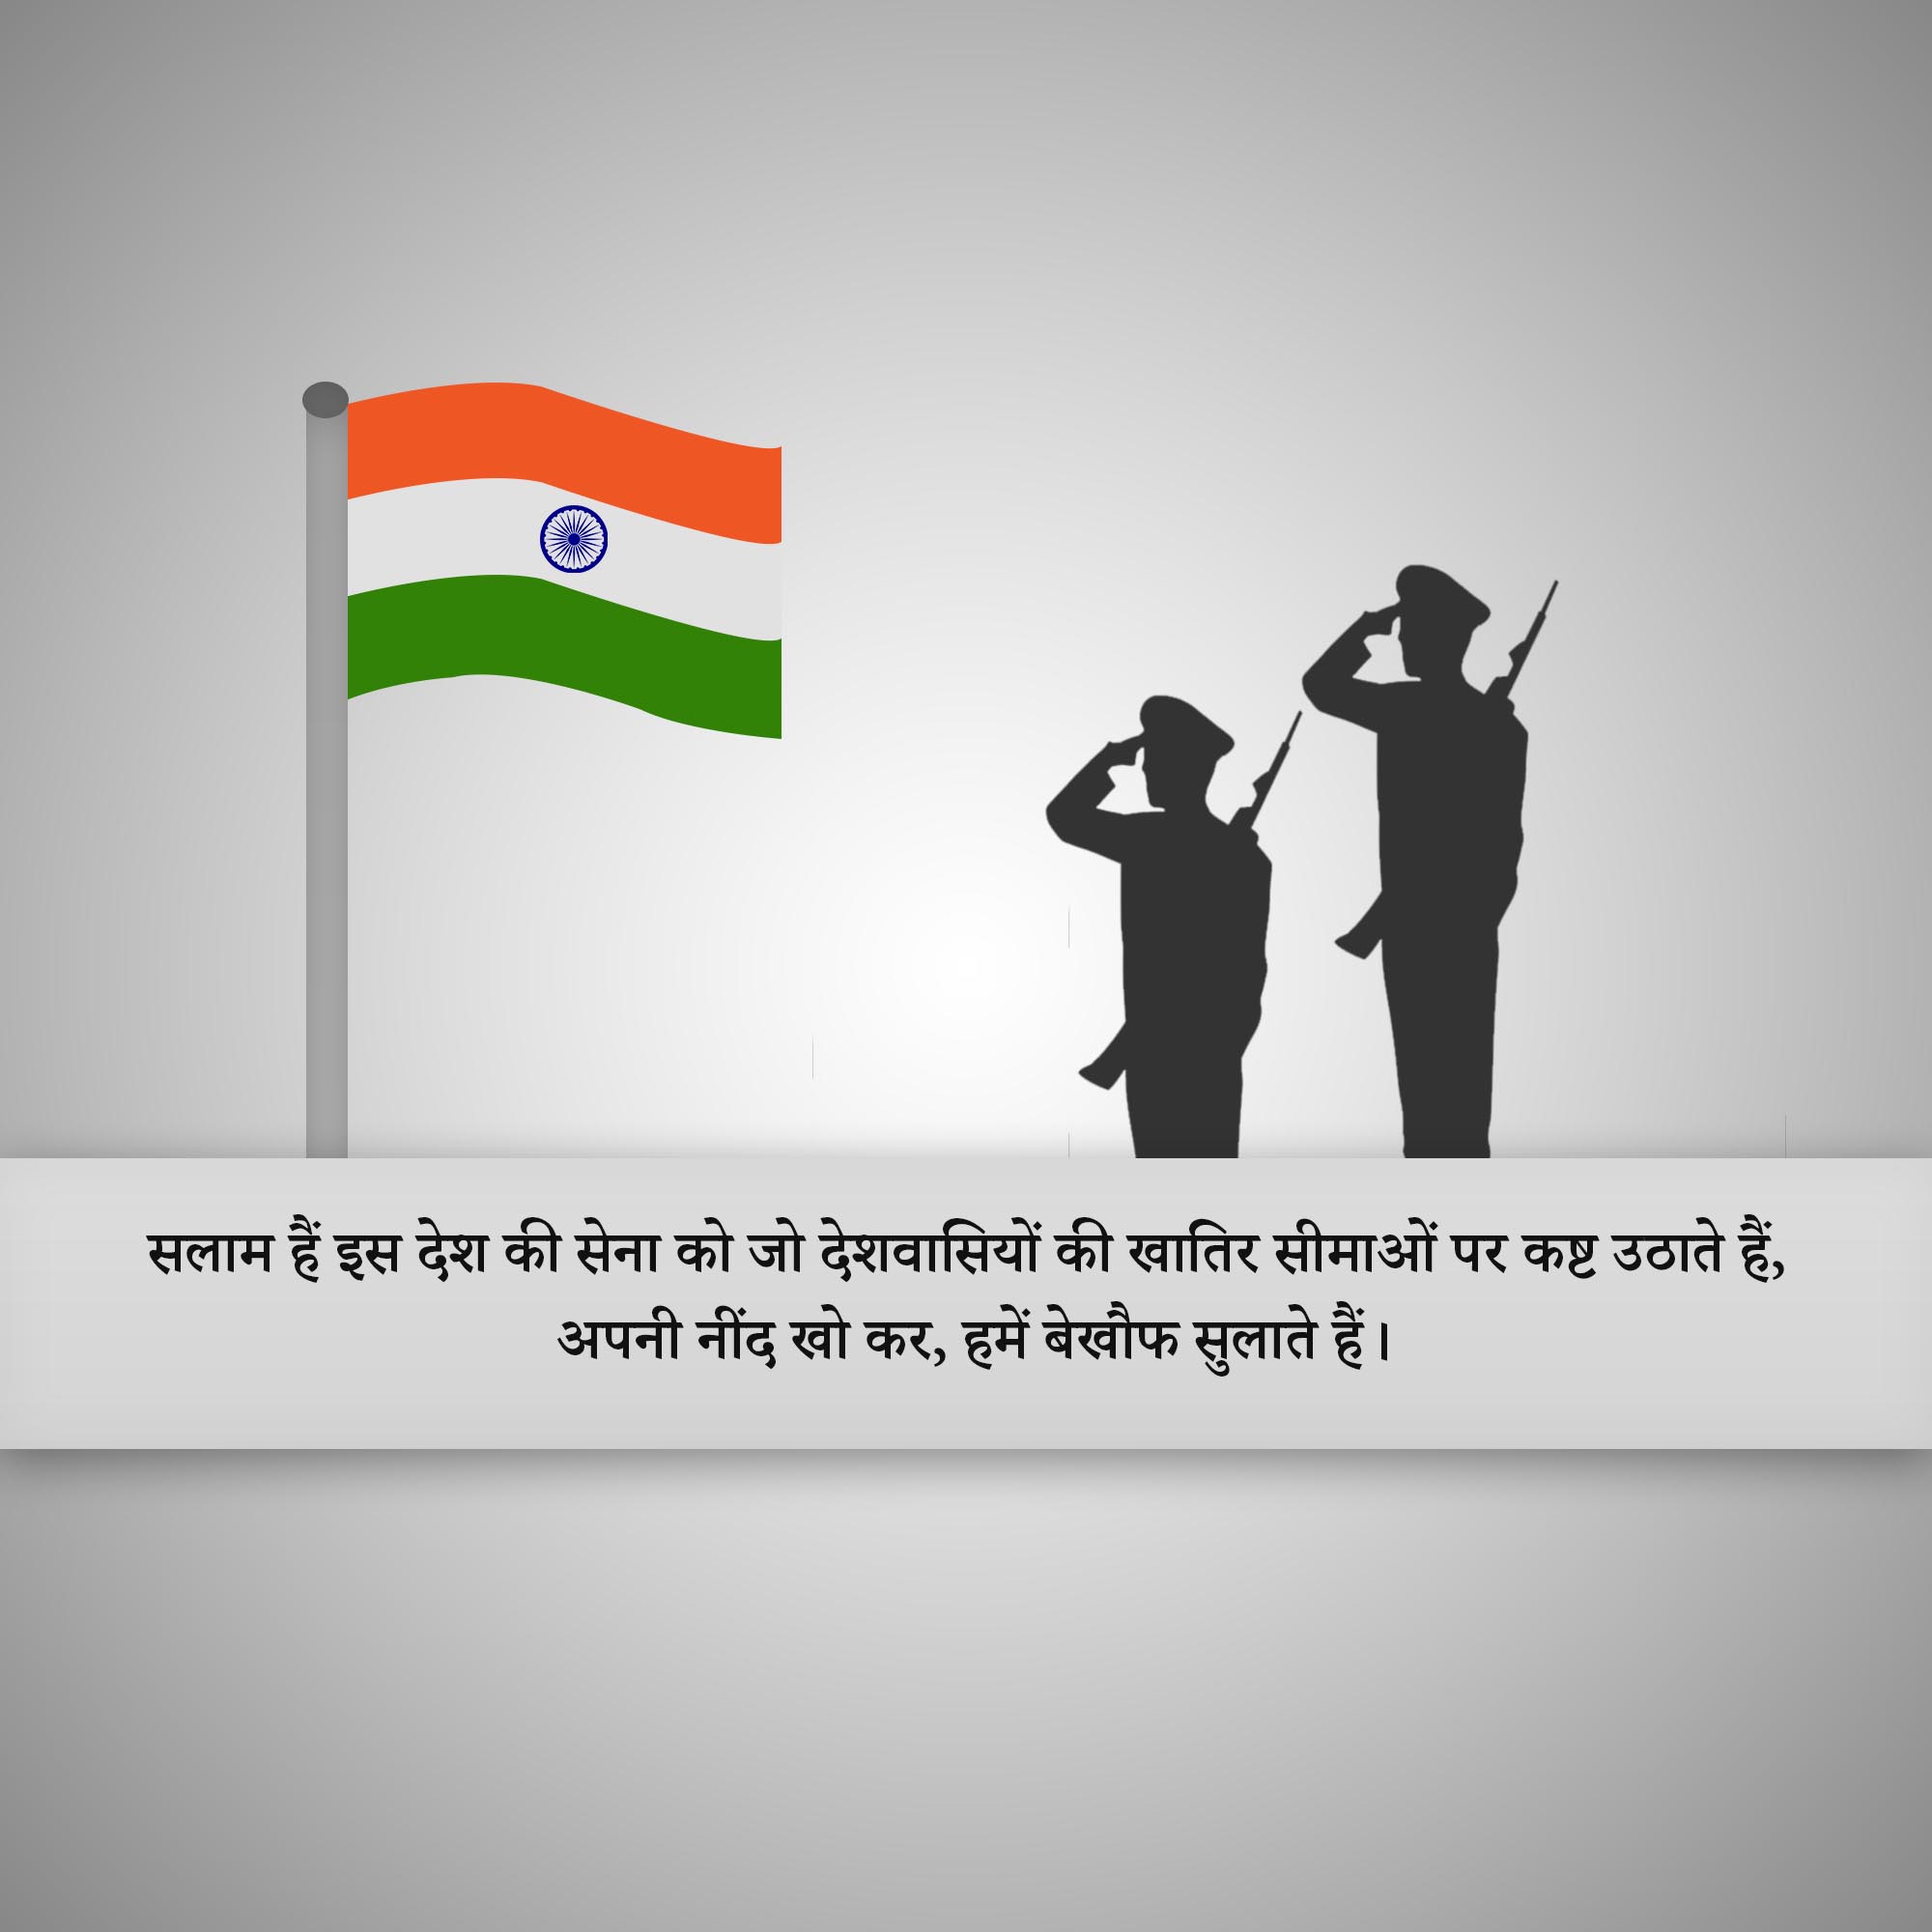 सलाम हैं इस देश की सेना को जो देशवासियों की खातिर सीमाओं पर कष्ट उठाते हैं,
अपनी नींद खो कर, हमें बेखौफ सुलाते हैं।